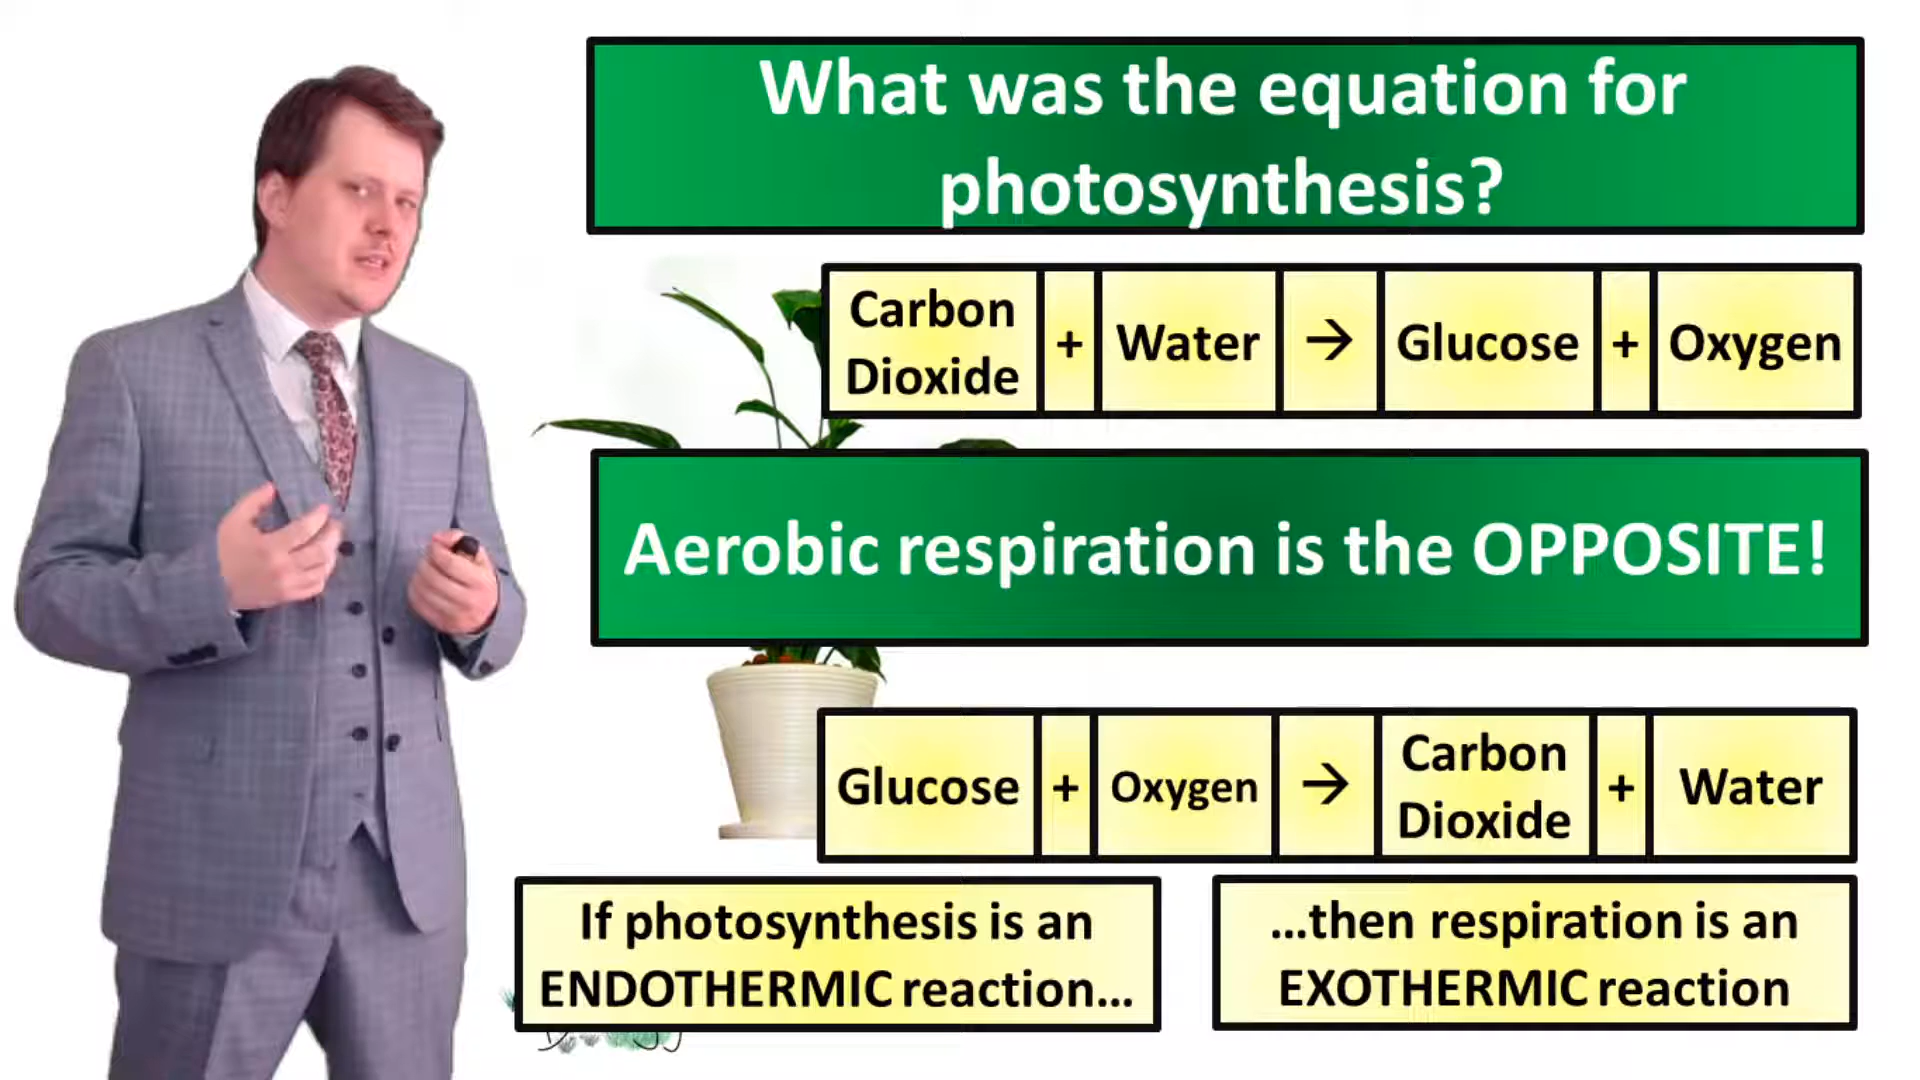 What was the equation for
photosynthesis?
Carbon
Dioxide
+
Water
→
Glucose
+
Oxygen
Aerobic respiration is the OPPOSITE!
Glucose
+
Oxygen
→
Carbon
Dioxide
+
Water
If photosynthesis is an
ENDOTHERMIC reaction...
...then respiration is an
EXOTHERMIC reaction